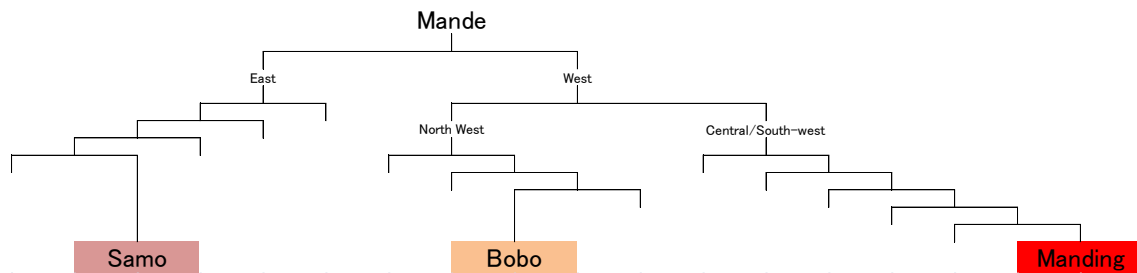 Mande
East
West
North West
Central/South-west
Samo
Bobo
Manding